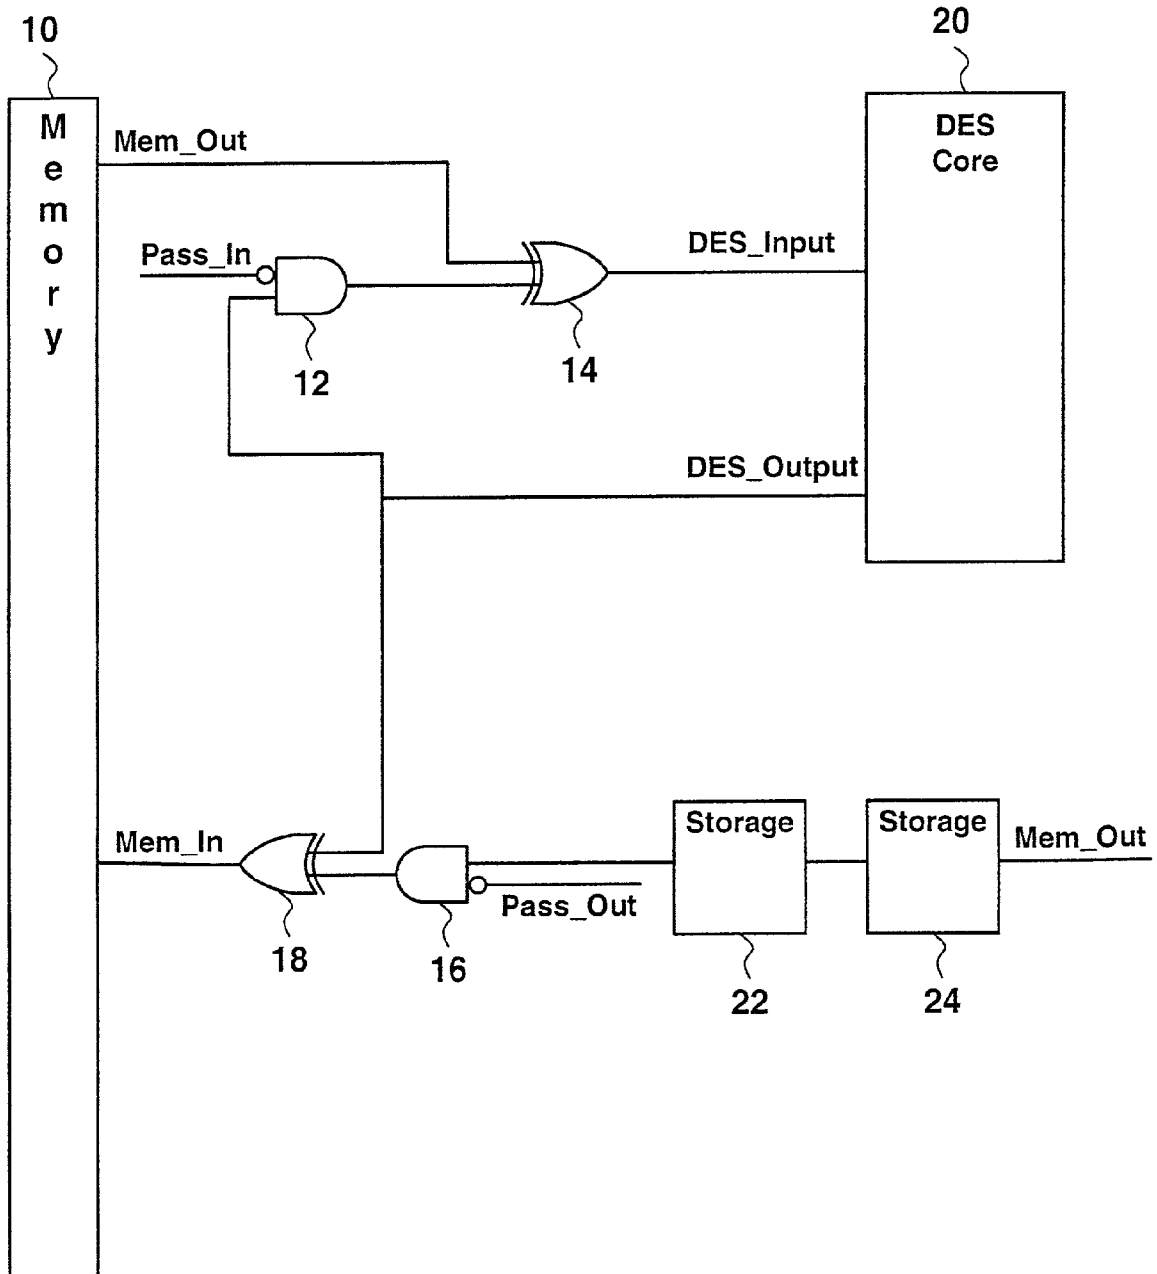 10
20
Memory
DES
Core
Mem_Out
Pass_In
DES_Input
12
14
DES_Output
Mem_In
Storage
Storage
Mem_Out
Pass_Out
18
16
22
24